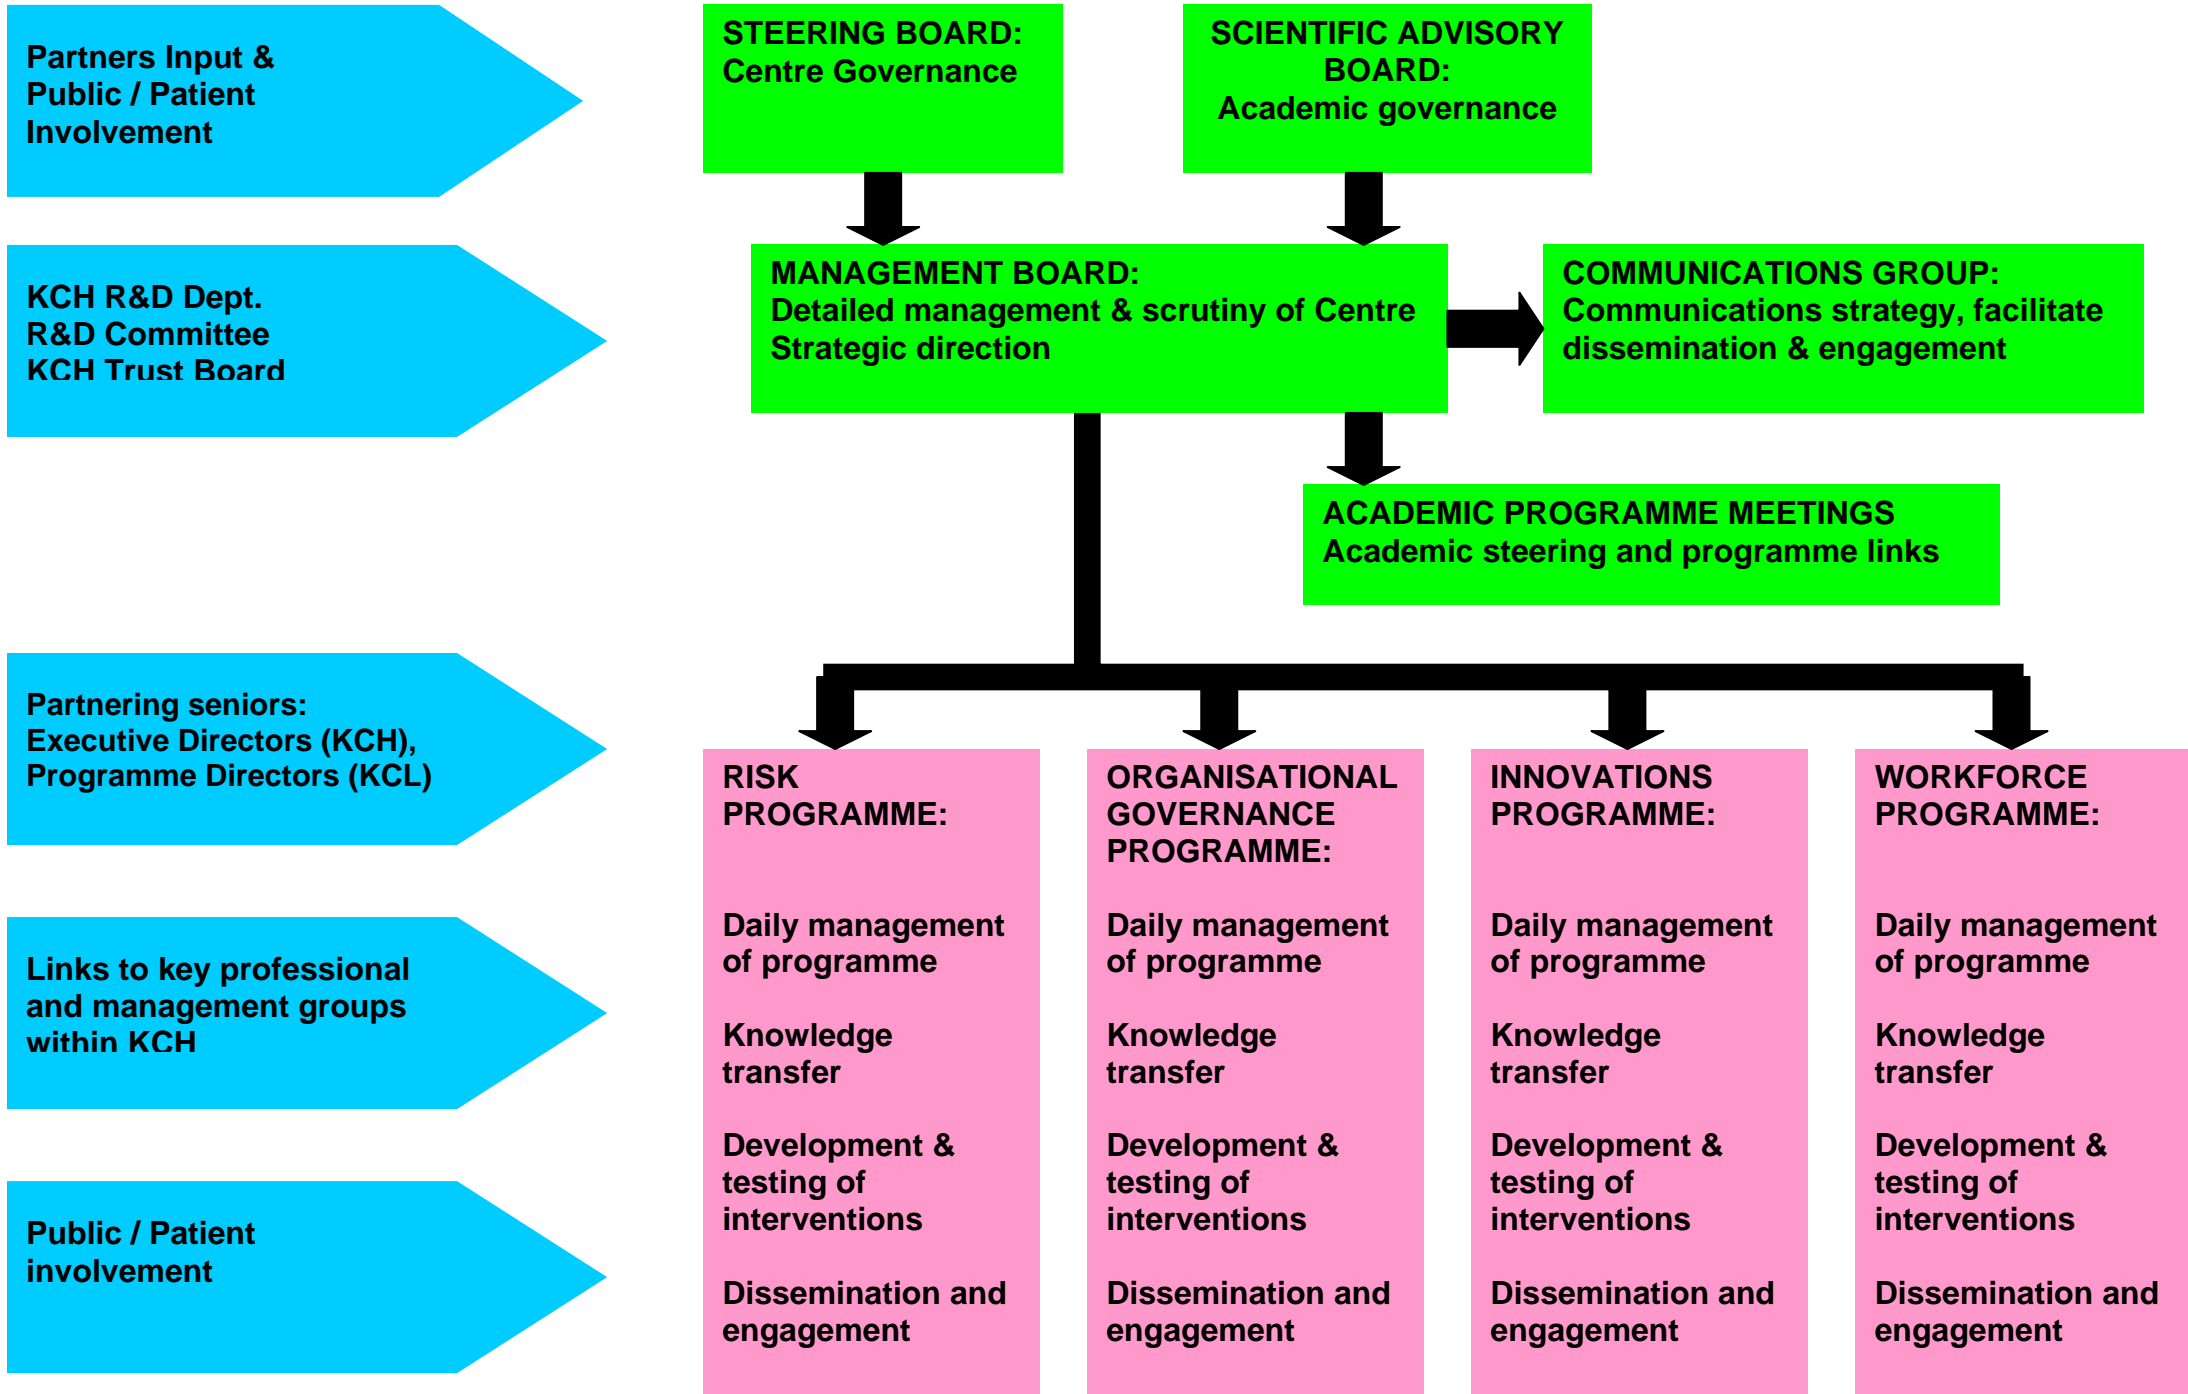 Partners Input &
Public / Patient
Involvement
STEERING BOARD:
Centre Governance
SCIENTIFIC ADVISORY
BOARD:
Academic governance
KCH R&D Dept.
R&D Committee
KCH Trust Board
MANAGEMENT BOARD:
Detailed management & scrutiny of Centre
Strategic direction
COMMUNICATIONS GROUP:
Communications strategy, facilitate
dissemination & engagement
ACADEMIC PROGRAMME MEETINGS
Academic steering and programme links
Partnering seniors:
Executive Directors (KCH),
Programme Directors (KCL)
Links to key professional
and management groups
within KCH
Public / Patient
involvement
RISK
PROGRAMME:
Daily management
of programme
Knowledge
transfer
Development &
testing of
interventions
Dissemination and
engagement
ORGANISATIONAL
GOVERNANCE
PROGRAMME:
Daily management
of programme
Knowledge
transfer
Development &
testing of
interventions
Dissemination and
engagement
INNOVATIONS
PROGRAMME:
Daily management
of programme
Knowledge
transfer
Development &
testing of
interventions
Dissemination and
engagement
WORKFORCE
PROGRAMME:
Daily management
of programme
Knowledge
transfer
Development &
testing of
interventions
Dissemination and
engagement